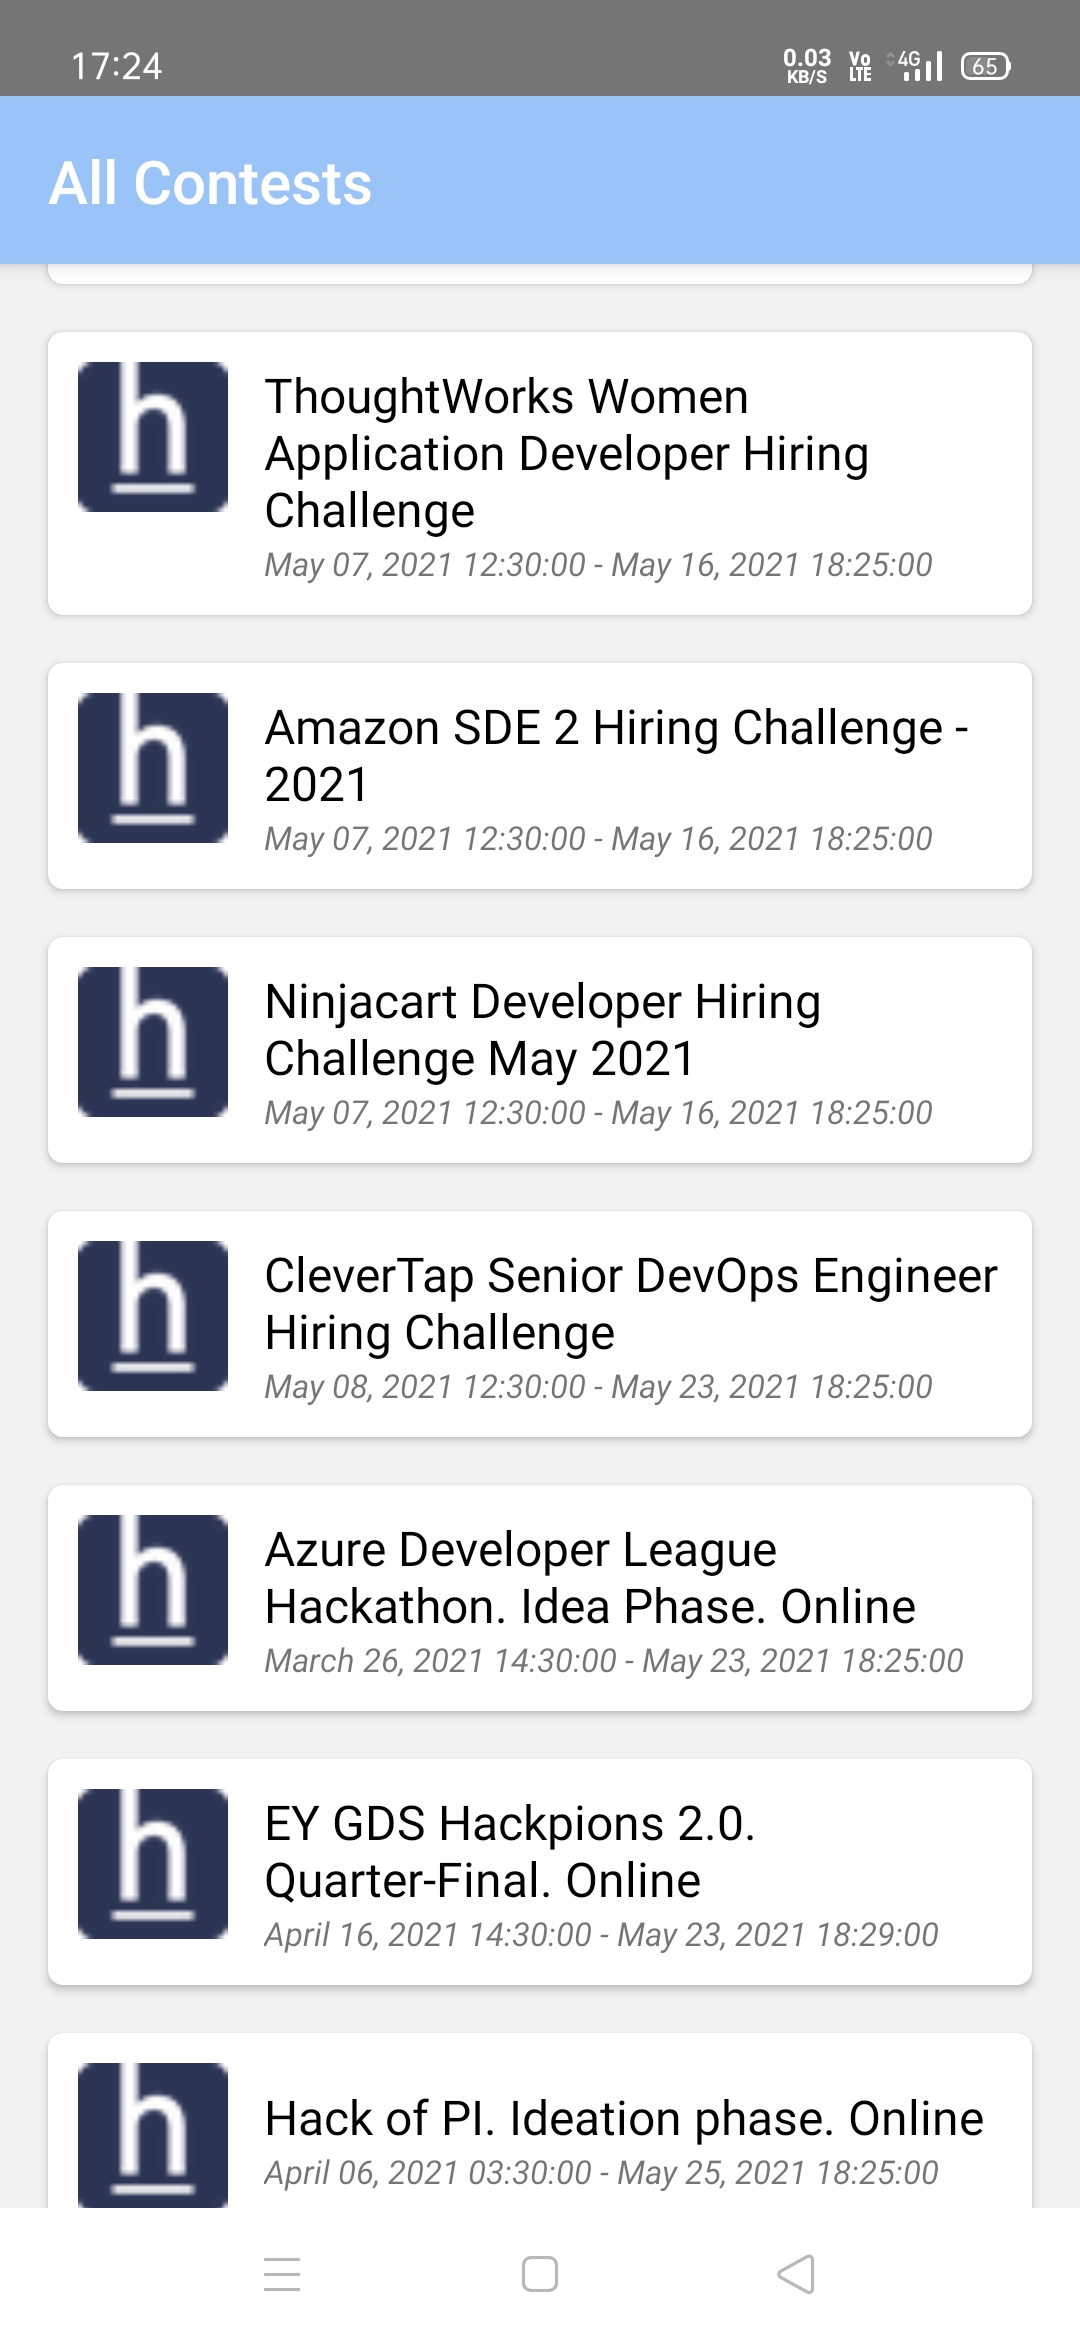 17:24
0.03
KB/S
Vo
LTE
4G
65
All Contests
h
ThoughtWorks Women
Application Developer Hiring
Challenge
May 07, 2021 12:30:00 - May 16, 2021 18:25:00
h
Amazon SDE 2 Hiring Challenge -
2021
May 07, 2021 12:30:00 - May 16, 2021 18:25:00
h
Ninjacart Developer Hiring
Challenge May 2021
May 07, 2021 12:30:00 - May 16, 2021 18:25:00
h
CleverTap Senior DevOps Engineer
Hiring Challenge
May 08, 2021 12:30:00 - May 23, 2021 18:25:00
h
Azure Developer League
Hackathon. Idea Phase. Online
March 26, 2021 14:30:00 - May 23, 2021 18:25:00
h
EY GDS Hackpions 2.0.
Quarter-Final. Online
April 16, 2021 14:30:00 - May 23, 2021 18:29:00
h
Hack of PI. Ideation phase. Online
April 06, 2021 03:30:00 - May 25, 2021 18:25:00